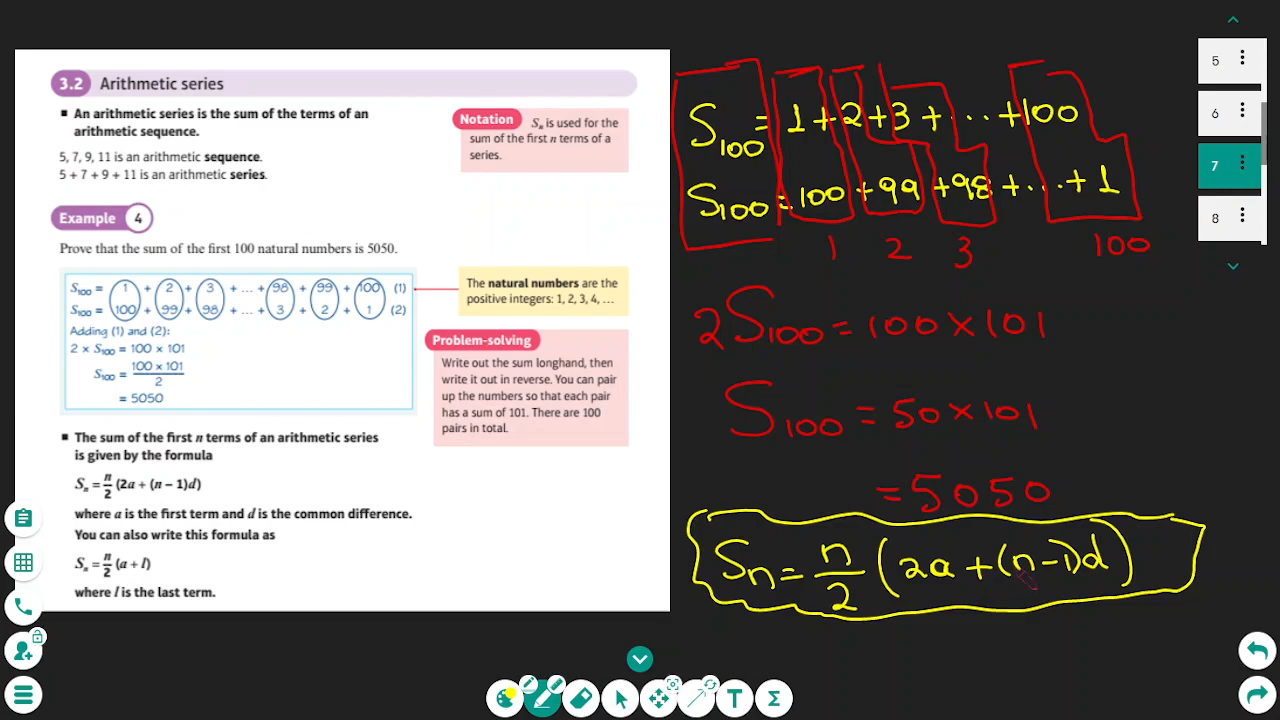 3.2 Arithmetic series
■ An arithmetic series is the sum of the terms of an
arithmetic sequence.
5, 7, 9, 11 is an arithmetic sequence.
5 + 7 + 9 + 11 is an arithmetic series.
Notation Sₙ is used for the
sum of the first n terms of a
series.
Example 4
Prove that the sum of the first 100 natural numbers is 5050.
S₁₀₀ = 1 + 2 + 3 + ... + 98 + 99 + 100 (1)
S₁₀₀ = 100 + 99 + 98 + ... + 3 + 2 + 1 (2)
Adding (1) and (2):
2 × S₁₀₀ = 100 × 101
S₁₀₀ = 100 × 101 / 2
= 5050
The natural numbers are the
positive integers: 1, 2, 3, 4, ...
Problem-solving
Write out the sum longhand, then
write it out in reverse. You can pair
up the numbers so that each pair
has a sum of 101. There are 100
pairs in total.
■ The sum of the first n terms of an arithmetic series
is given by the formula
Sₙ = n/2 (2a + (n − 1)d)
where a is the first term and d is the common difference.
You can also write this formula as
Sₙ = n/2 (a + l)
where l is the last term.
S₁₀₀ = 1 + 2 + 3 + ... + 100
S₁₀₀ = 100 + 99 + 98 + ... + 1
1 2 3 100
2S₁₀₀ = 100 × 101
S₁₀₀ = 50 × 101
= 5050
Sn = n/2 (2a + (n − 1)d)
5
6
7
8
T Σ